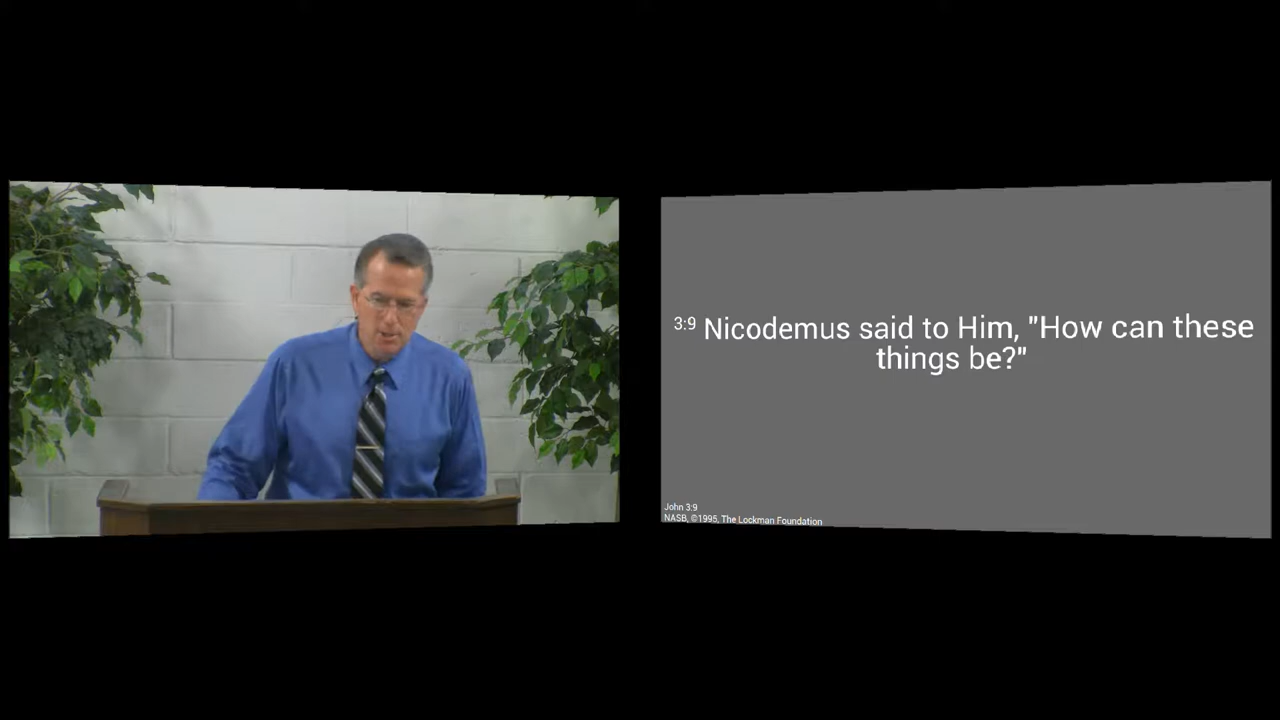 3:9 Nicodemus said to Him, "How can these
things be?"
John 3:9
NASB, ©1995, The Lockman Foundation